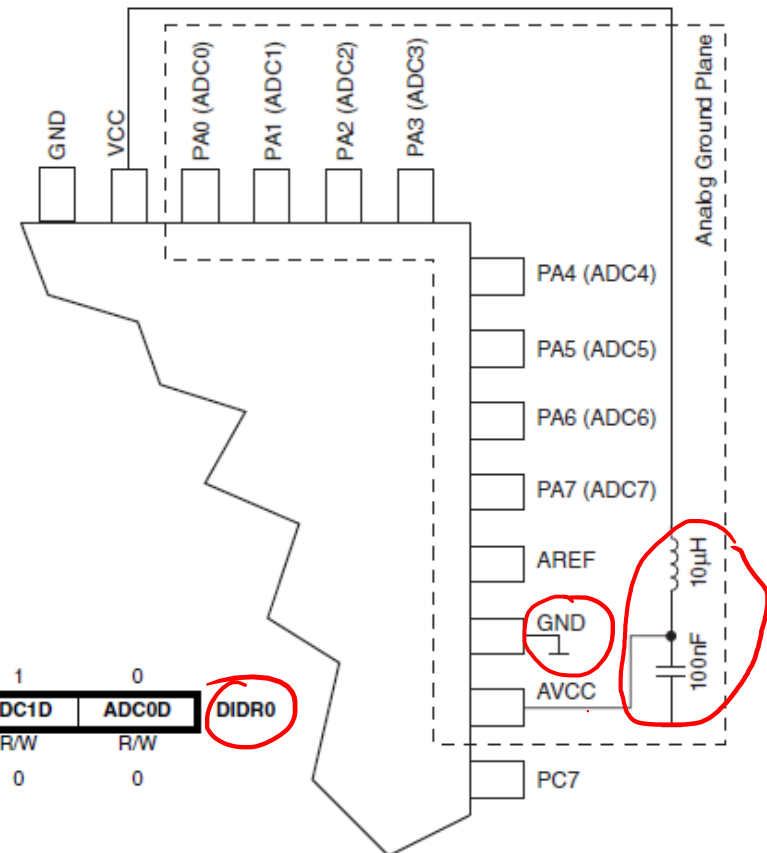 GND
VCC
PA0 (ADC0)
PA1 (ADC1)
PA2 (ADC2)
PA3 (ADC3)
Analog Ground Plane
PA4 (ADC4)
PA5 (ADC5)
PA6 (ADC6)
PA7 (ADC7)
AREF
10µH
GND
AVCC
100nF
PC7
1 0
DC1D ADC0D DIDR0
R/W R/W
0 0